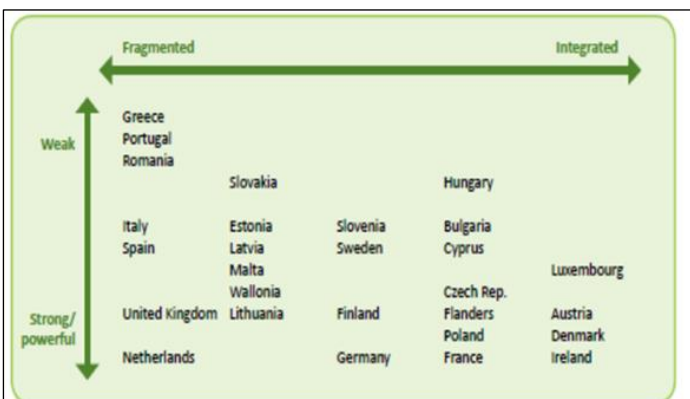 Fragmented Integrated
Greece
Weak Portugal
Romania
Slovakia Hungary
Italy Estonia Slovenia Bulgaria
Spain Latvia Sweden Cyprus
Malta Luxembourg
Wallonia Czech Rep.
Strong/ United Kingdom Lithuania Finland Flanders Austria
powerful Poland Denmark
Netherlands Germany France Ireland